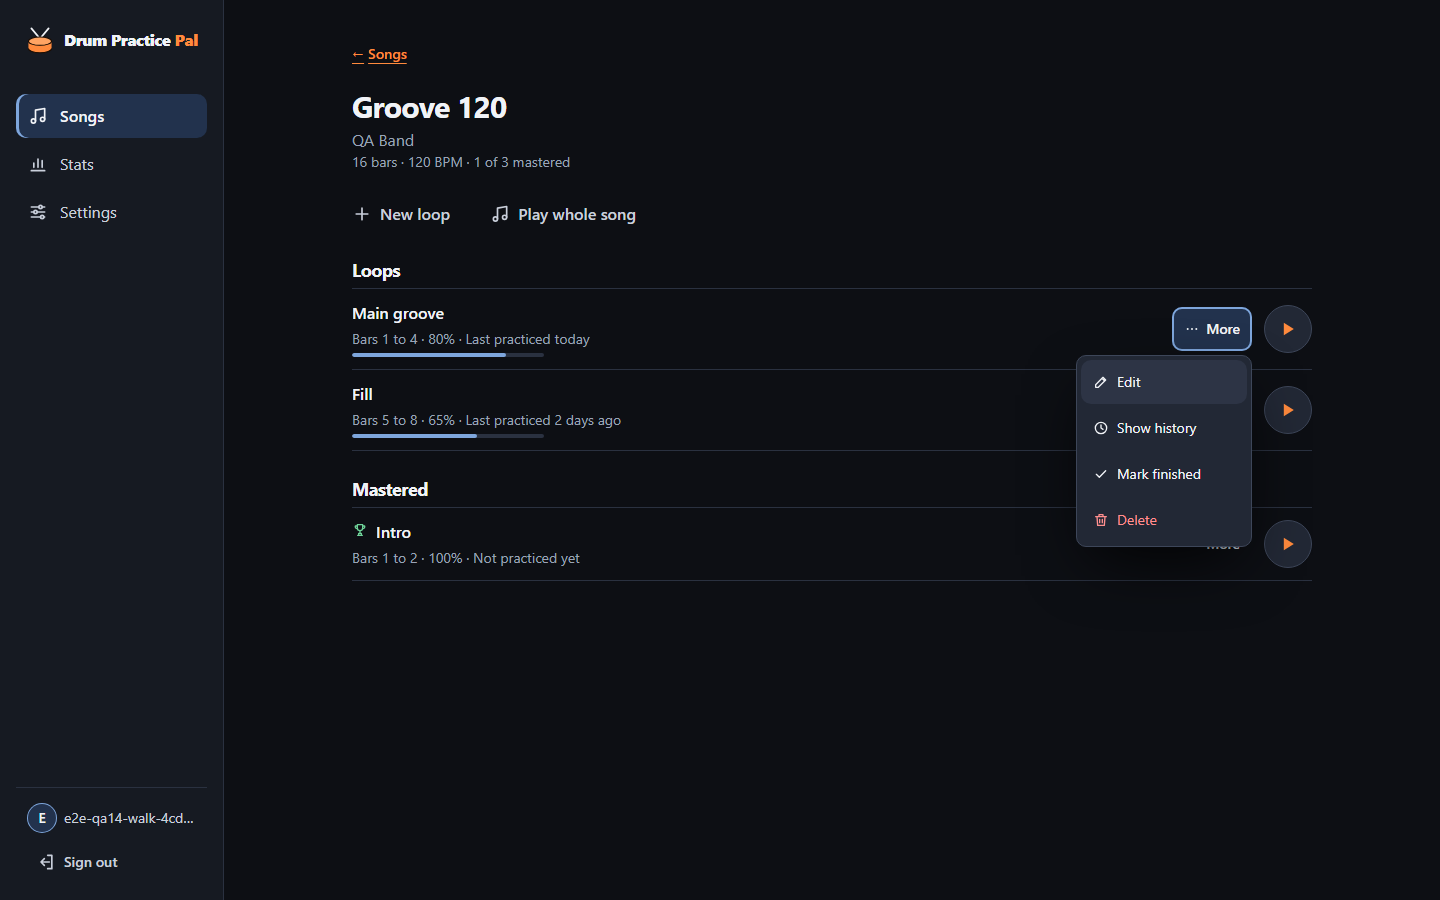 Drum Practice Pal
Songs
Stats
Settings
e2e-qa14-walk-4cd...
Sign out
← Songs
Groove 120
QA Band
16 bars · 120 BPM · 1 of 3 mastered
New loop
Play whole song
Loops
Main groove
Bars 1 to 4 · 80% · Last practiced today
More
Edit
Show history
Mark finished
Delete
Fill
Bars 5 to 8 · 65% · Last practiced 2 days ago
Mastered
Intro
Bars 1 to 2 · 100% · Not practiced yet
E